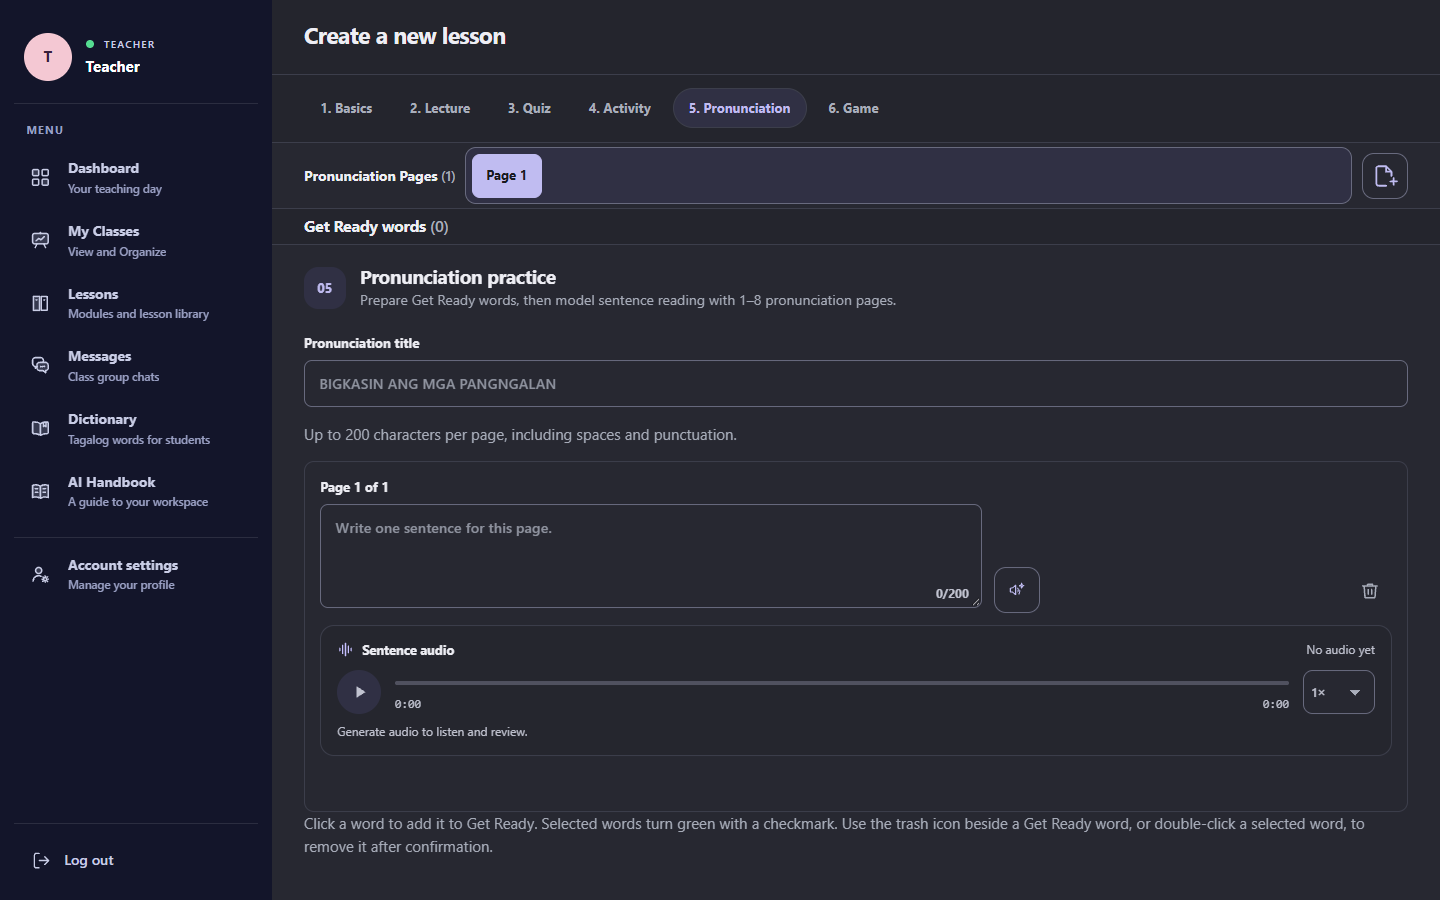 T
TEACHER
Teacher
MENU
Dashboard
Your teaching day
My Classes
View and Organize
Lessons
Modules and lesson library
Messages
Class group chats
Dictionary
Tagalog words for students
AI Handbook
A guide to your workspace
Account settings
Manage your profile
Log out
Create a new lesson
1. Basics
2. Lecture
3. Quiz
4. Activity
5. Pronunciation
6. Game
Pronunciation Pages (1)
Page 1
Get Ready words (0)
05
Pronunciation practice
Prepare Get Ready words, then model sentence reading with 1–8 pronunciation pages.
Pronunciation title
BIGKASIN ANG MGA PANGNGALAN
Up to 200 characters per page, including spaces and punctuation.
Page 1 of 1
Write one sentence for this page.
0/200
Sentence audio
No audio yet
0:00
0:00
1×
Generate audio to listen and review.
Click a word to add it to Get Ready. Selected words turn green with a checkmark. Use the trash icon beside a Get Ready word, or double-click a selected word, to
remove it after confirmation.